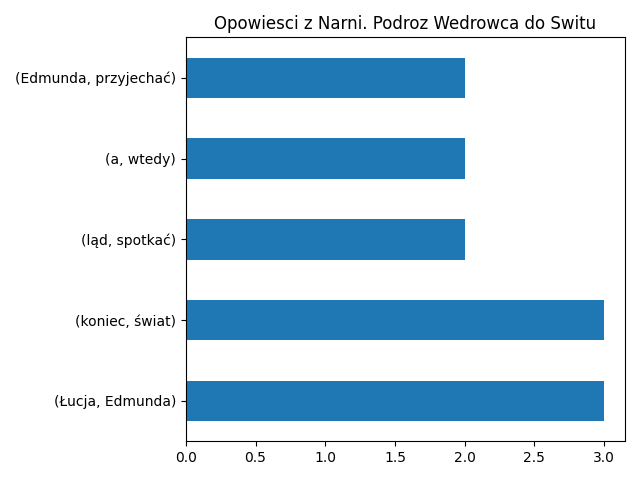 Opowiesci z Narni. Podroz Wedrowca do Switu
(Edmunda, przyjechać)
(a, wtedy)
(ląd, spotkać)
(koniec, świat)
(Łucja, Edmunda)
0.0 0.5 1.0 1.5 2.0 2.5 3.0